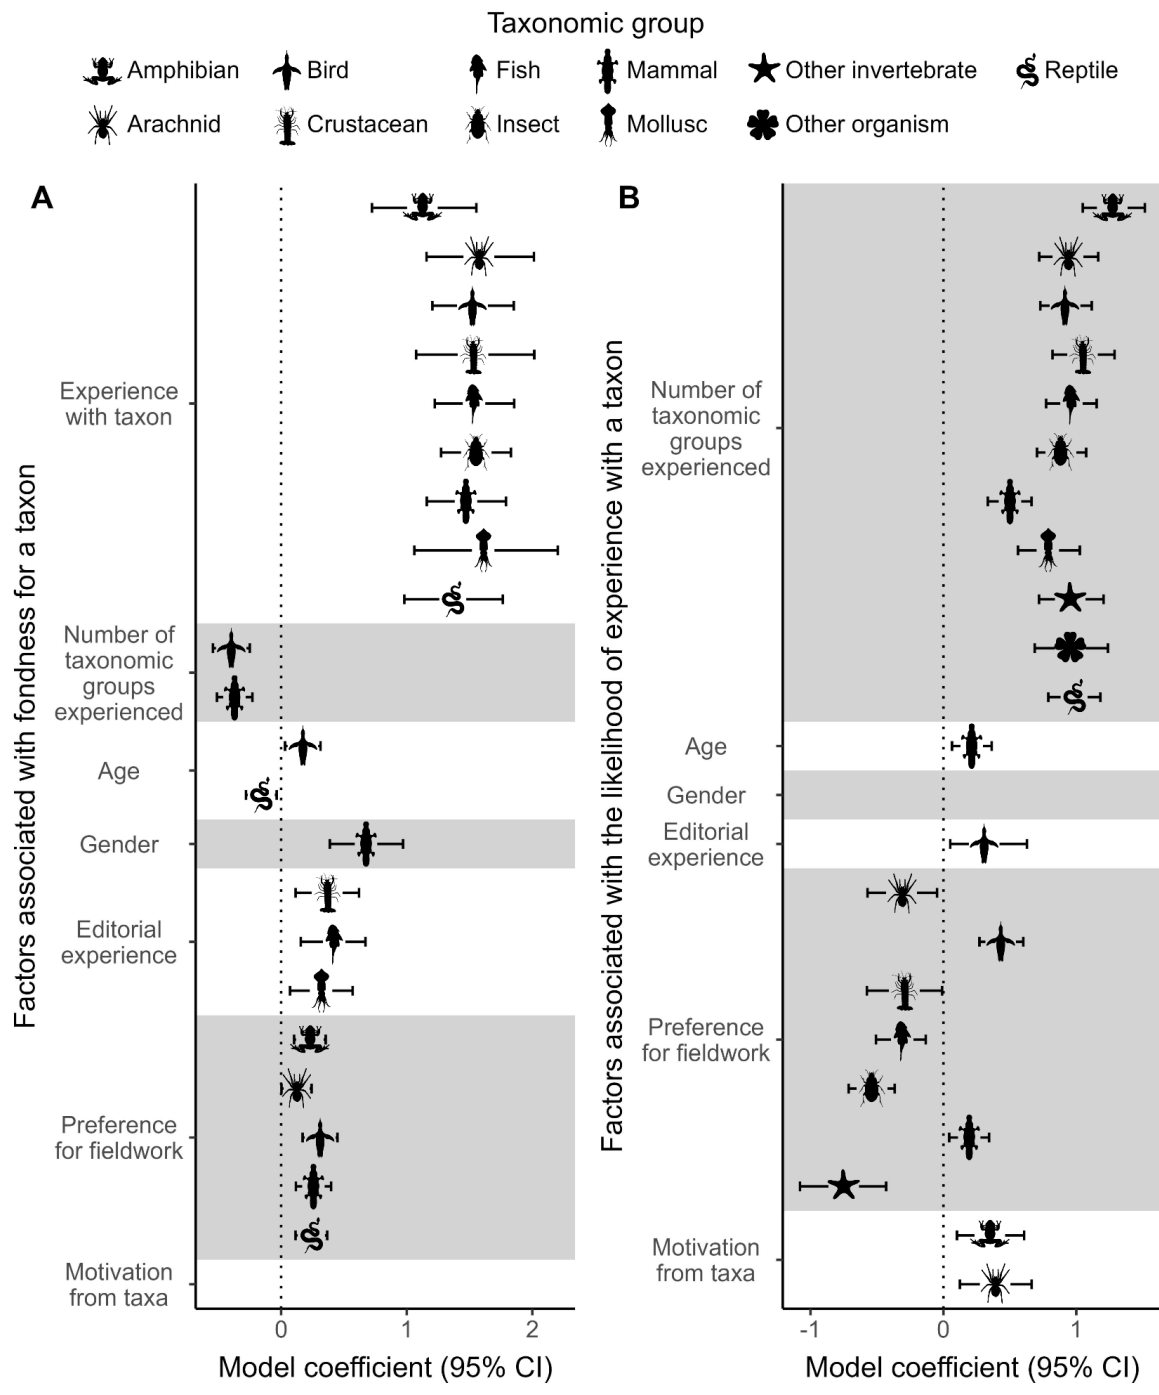 Taxonomic group
Amphibian Bird Fish Mammal Other invertebrate Reptile
Arachnid Crustacean Insect Mollusc Other organism
A
Factors associated with fondness for a taxon
Experience
with taxon
Number of
taxonomic
groups
experienced
Age
Gender
Editorial
experience
Preference
for fieldwork
Motivation
from taxa
0 1 2
Model coefficient (95% CI)
B
Factors associated with the likelihood of experience with a taxon
Number of
taxonomic
groups
experienced
Age
Gender
Editorial
experience
Preference
for fieldwork
Motivation
from taxa
-1 0 1
Model coefficient (95% CI)